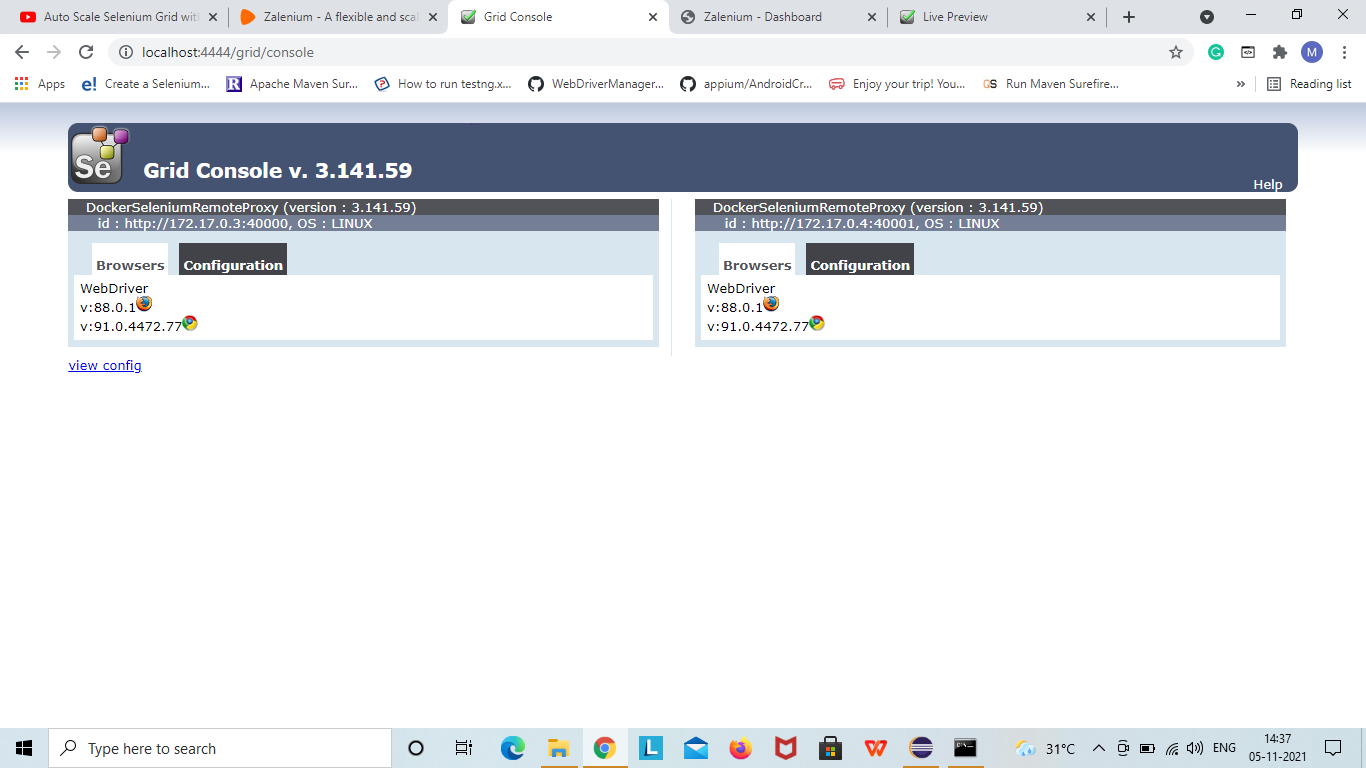 Auto Scale Selenium Grid with
Zalenium - A flexible and scal
Grid Console
Zalenium - Dashboard
Live Preview
localhost:4444/grid/console
M
Apps
e!
Create a Selenium...
R
Apache Maven Sur...
How to run testng.x...
WebDriverManager...
appium/AndroidCr...
Enjoy your trip! You...
GS
Run Maven Surefire...
»
Reading list
Se
Grid Console v. 3.141.59
Help
DockerSeleniumRemoteProxy (version : 3.141.59)
id : http://172.17.0.3:40000, OS : LINUX
Browsers
Configuration
WebDriver
v:88.0.1
v:91.0.4472.77
DockerSeleniumRemoteProxy (version : 3.141.59)
id : http://172.17.0.4:40001, OS : LINUX
Browsers
Configuration
WebDriver
v:88.0.1
v:91.0.4472.77
view config
Type here to search
L
31°C
ENG
14:37
05-11-2021